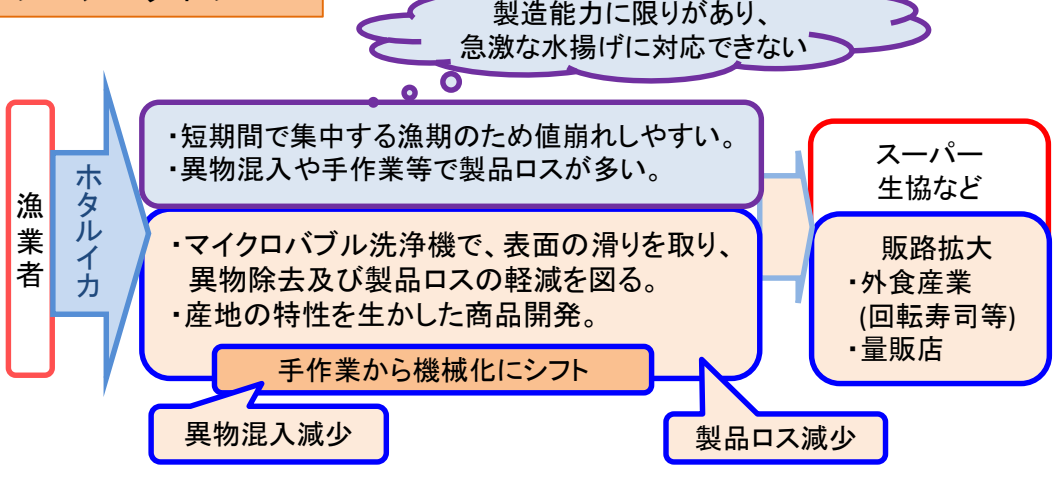 製造能力に限りがあり、
急激な水揚げに対応できない
漁業者
ホタルイカ
・短期間で集中する漁期のため値崩れしやすい。
・異物混入や手作業等で製品ロスが多い。
・マイクロバブル洗浄機で、表面の滑りを取り、
異物除去及び製品ロスの軽減を図る。
・産地の特性を生かした商品開発。
手作業から機械化にシフト
異物混入減少
製品ロス減少
スーパー
生協など
販路拡大
・外食産業
(回転寿司等)
・量販店